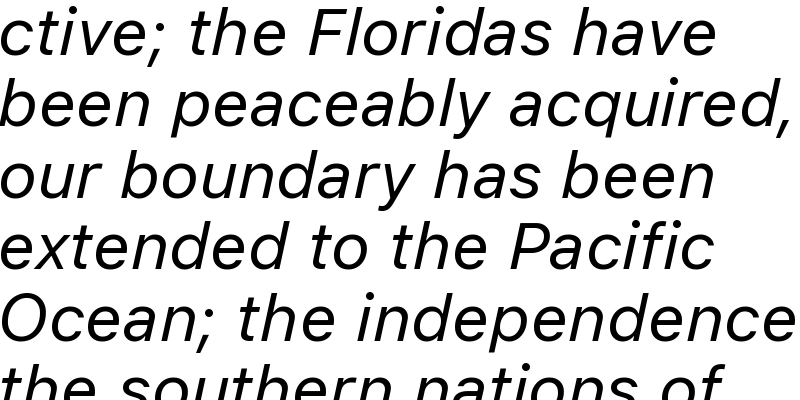 ctive; the Floridas have
been peaceably acquired,
our boundary has been
extended to the Pacific
Ocean; the independence
the southern nations of